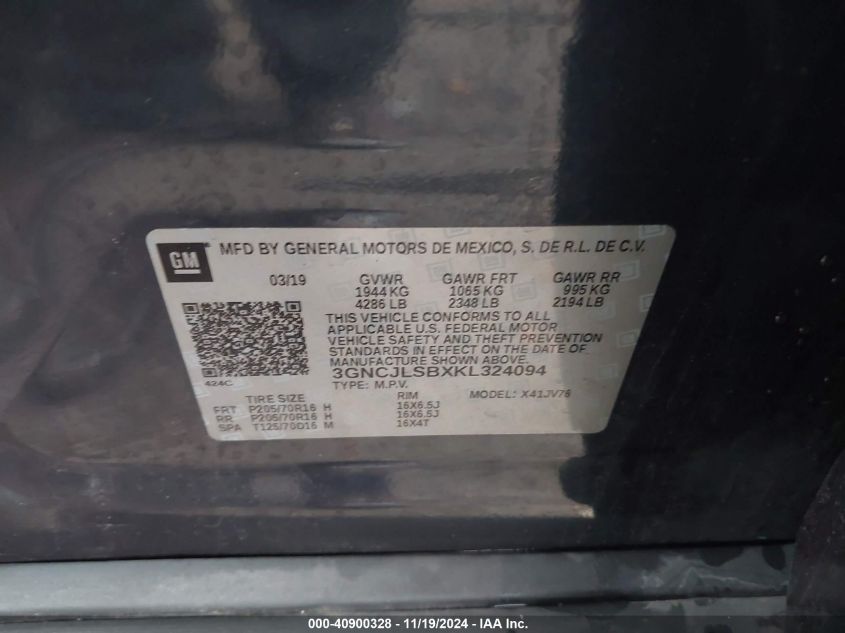 GM
MFD BY GENERAL MOTORS DE MEXICO, S. DE R.L. DE C.V.
03/19 GVWR GAWR FRT GAWR RR
1944 KG 1065 KG 995 KG
4286 LB 2348 LB 2194 LB
THIS VEHICLE CONFORMS TO ALL
APPLICABLE U.S. FEDERAL MOTOR
VEHICLE SAFETY AND THEFT PREVENTION
STANDARDS IN EFFECT ON THE DATE OF
MANUFACTURE SHOWN ABOVE.
3GNCJLSBXKL324094
424C
TYPE: M.P.V. MODEL: X41JV76
TIRE SIZE RIM
FRT P205/70R16 H 16X6.5J
RR P205/70R16 H 16X6.5J
SPA T125/70D16 M 16X4T
000-40900328 - 11/19/2024 - IAA Inc.